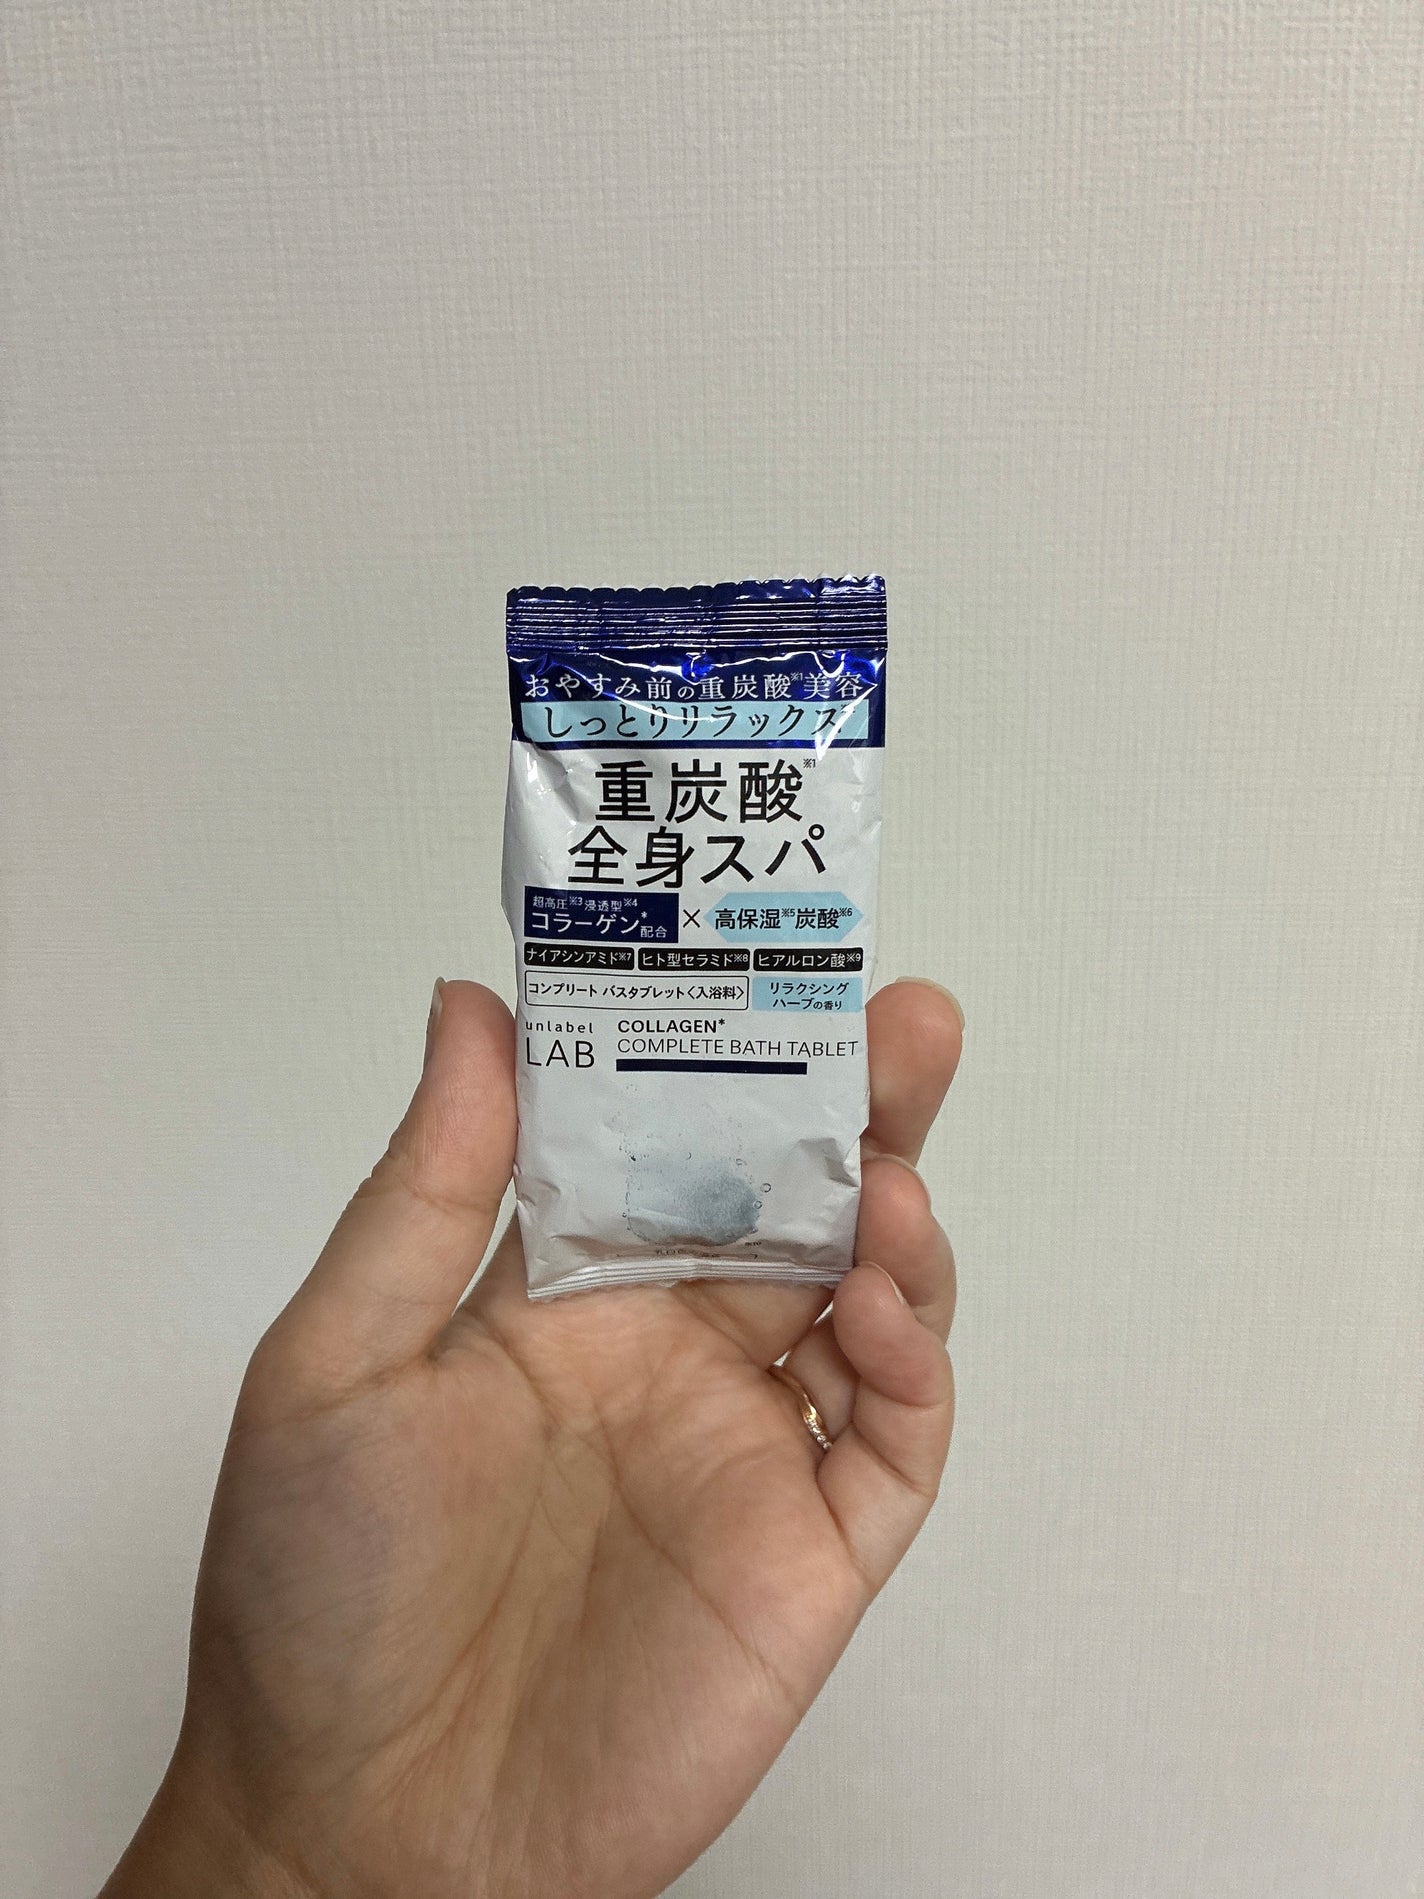 おやすみ前の重炭酸※1美容
しっとりリラックス
重炭酸※1
全身スパ
超高圧※3浸透型※4
コラーゲン*配合
×
高保湿※5炭酸※6
ナイアシンアミド※7 ヒト型セラミド※8 ヒアルロン酸※9
コンプリート バスタブレット〈入浴料〉
リラクシング
ハーブの香り
unlabel
LAB
COLLAGEN*
COMPLETE BATH TABLET